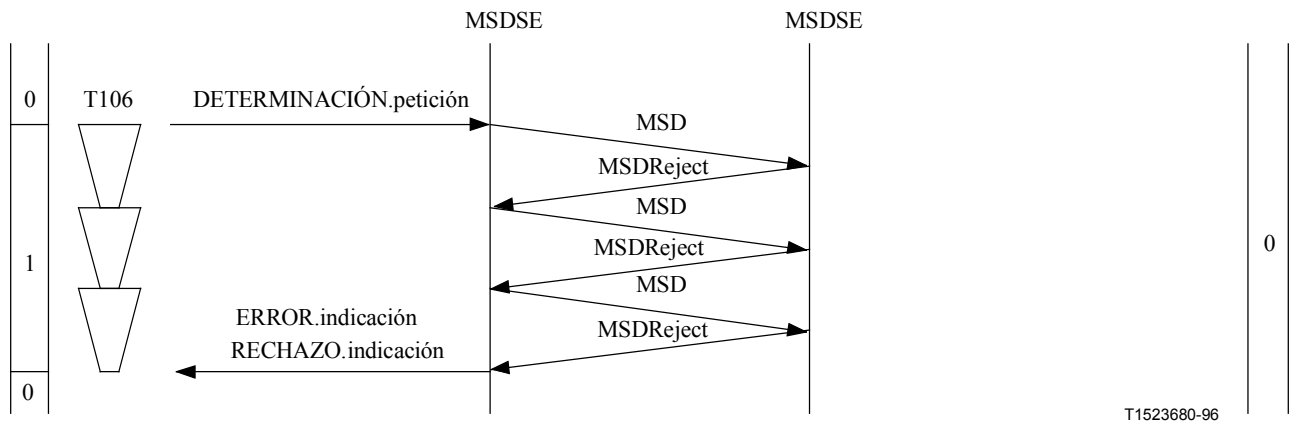 MSDSE
MSDSE
0
T106
DETERMINACIÓN.petición
MSD
MSDReject
MSD
MSDReject
1
0
MSD
ERROR.indicación
MSDReject
RECHAZO.indicación
0
T1523680-96